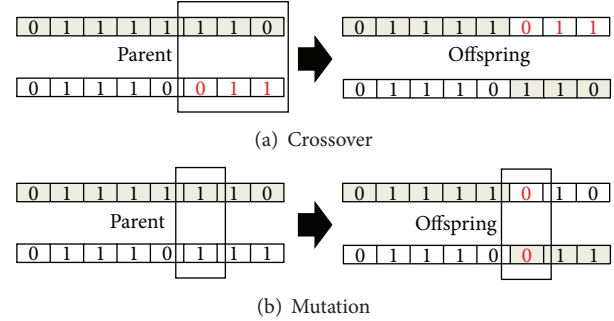 0 1 1 1 1 1 1 0 0 1 1 1 1 0 1 1
Parent Offspring
0 1 1 1 0 0 1 1 0 1 1 1 0 1 1 0
(a) Crossover
0 1 1 1 1 1 1 0 0 1 1 1 1 0 1 0
Parent Offspring
0 1 1 1 0 1 1 1 0 1 1 1 0 0 1 1
(b) Mutation